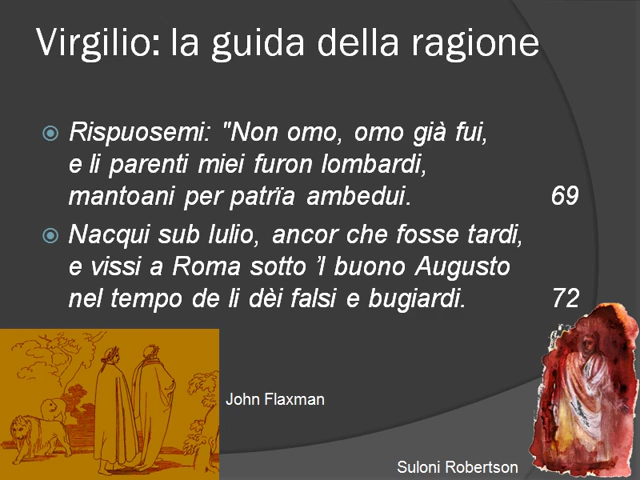 Virgilio: la guida della ragione
Rispuosemi: "Non omo, omo già fui,
e li parenti miei furon lombardi,
mantoani per patrïa ambedui. 69
Nacqui sub Iulio, ancor che fosse tardi,
e vissi a Roma sotto 'l buono Augusto
nel tempo de li dèi falsi e bugiardi. 72
John Flaxman
Suloni Robertson